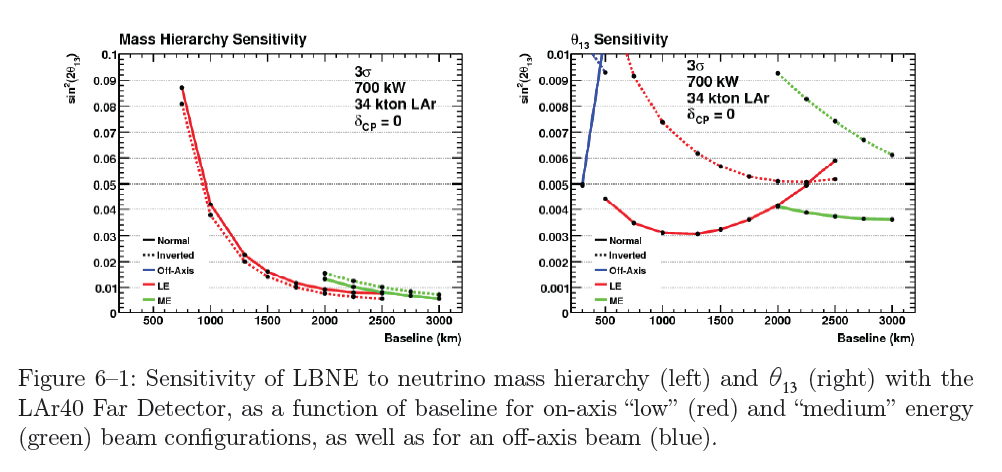 Mass Hierarchy Sensitivity
sin²(2θ₁₃)
0.1
0.09
0.08
0.07
0.06
0.05
0.04
0.03
0.02
0.01
0
3σ
700 kW
34 kton LAr
δCP = 0
Normal
Inverted
Off-Axis
LE
ME
500 1000 1500 2000 2500 3000
Baseline (km)
θ₁₃ Sensitivity
sin²(2θ₁₃)
0.01
0.009
0.008
0.007
0.006
0.005
0.004
0.003
0.002
0.001
0
3σ
700 kW
34 kton LAr
δCP = 0
Normal
Inverted
Off-Axis
LE
ME
500 1000 1500 2000 2500 3000
Baseline (km)
Figure 6–1: Sensitivity of LBNE to neutrino mass hierarchy (left) and θ₁₃ (right) with the
LAr40 Far Detector, as a function of baseline for on-axis “low” (red) and “medium” energy
(green) beam configurations, as well as for an off-axis beam (blue).